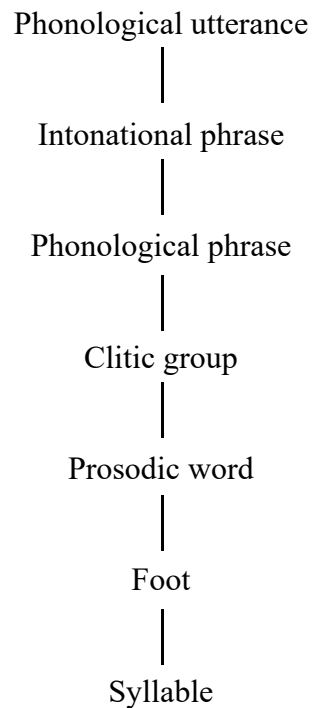 Phonological utterance
Intonational phrase
Phonological phrase
Clitic group
Prosodic word
Foot
Syllable